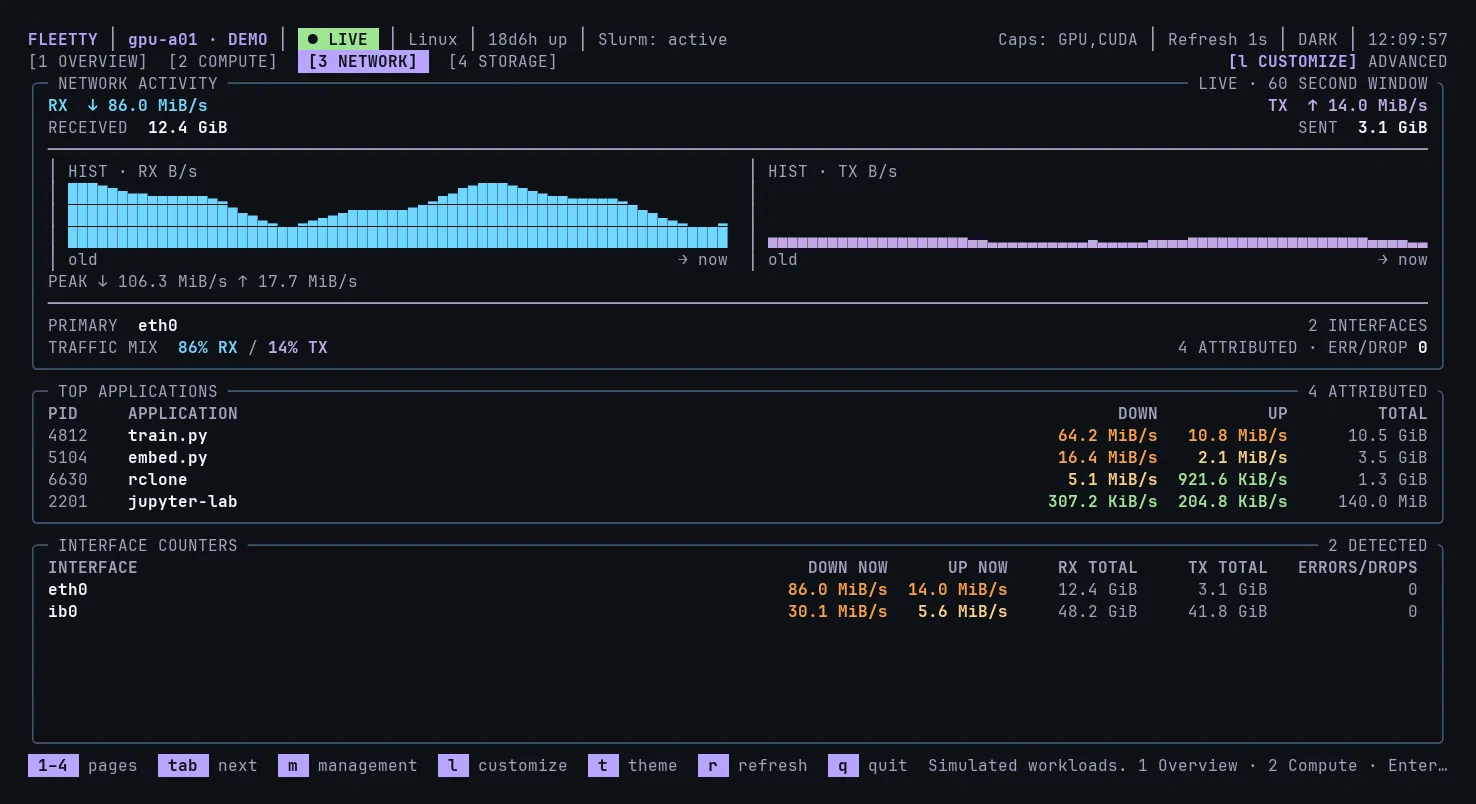 FLEETTY │ gpu-a01 · DEMO │ ● LIVE │ Linux │ 18d6h up │ Slurm: active Caps: GPU,CUDA │ Refresh 1s │ DARK │ 12:09:57
[1 OVERVIEW] [2 COMPUTE] [3 NETWORK] [4 STORAGE] [l CUSTOMIZE] ADVANCED
NETWORK ACTIVITY LIVE · 60 SECOND WINDOW
RX ↓ 86.0 MiB/s TX ↑ 14.0 MiB/s
RECEIVED 12.4 GiB SENT 3.1 GiB
HIST · RX B/s HIST · TX B/s
old → now old → now
PEAK ↓ 106.3 MiB/s ↑ 17.7 MiB/s
PRIMARY eth0 2 INTERFACES
TRAFFIC MIX 86% RX / 14% TX 4 ATTRIBUTED · ERR/DROP 0
TOP APPLICATIONS 4 ATTRIBUTED
PID APPLICATION DOWN UP TOTAL
4812 train.py 64.2 MiB/s 10.8 MiB/s 10.5 GiB
5104 embed.py 16.4 MiB/s 2.1 MiB/s 3.5 GiB
6630 rclone 5.1 MiB/s 921.6 KiB/s 1.3 GiB
2201 jupyter-lab 307.2 KiB/s 204.8 KiB/s 140.0 MiB
INTERFACE COUNTERS 2 DETECTED
INTERFACE DOWN NOW UP NOW RX TOTAL TX TOTAL ERRORS/DROPS
eth0 86.0 MiB/s 14.0 MiB/s 12.4 GiB 3.1 GiB 0
ib0 30.1 MiB/s 5.6 MiB/s 48.2 GiB 41.8 GiB 0
1-4 pages tab next m management l customize t theme r refresh q quit Simulated workloads. 1 Overview · 2 Compute · Enter…